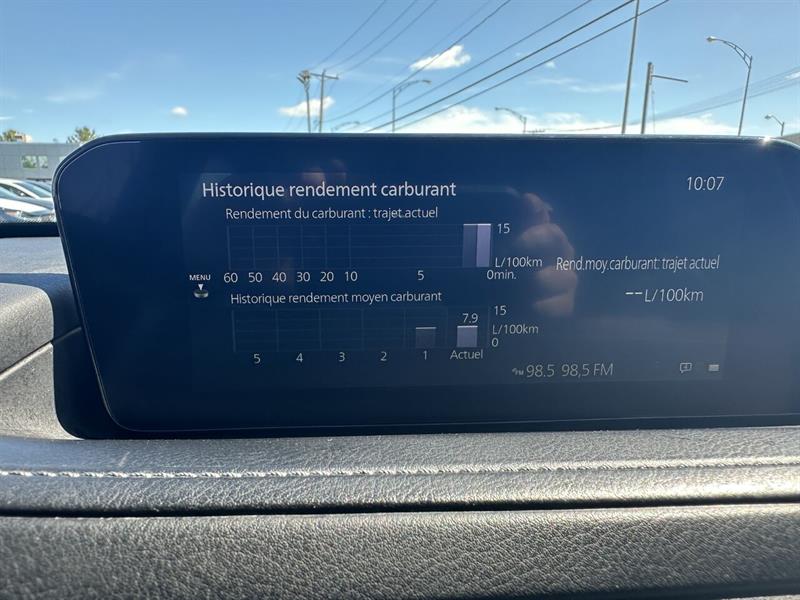 Historique rendement carburant
10:07
Rendement du carburant : trajet actuel
15
L/100km
60 50 40 30 20 10 5 0min.
Rend.moy.carburant: trajet actuel
--L/100km
MENU
Historique rendement moyen carburant
15
7.9
L/100km
0
5 4 3 2 1 Actuel
98.5 98,5 FM